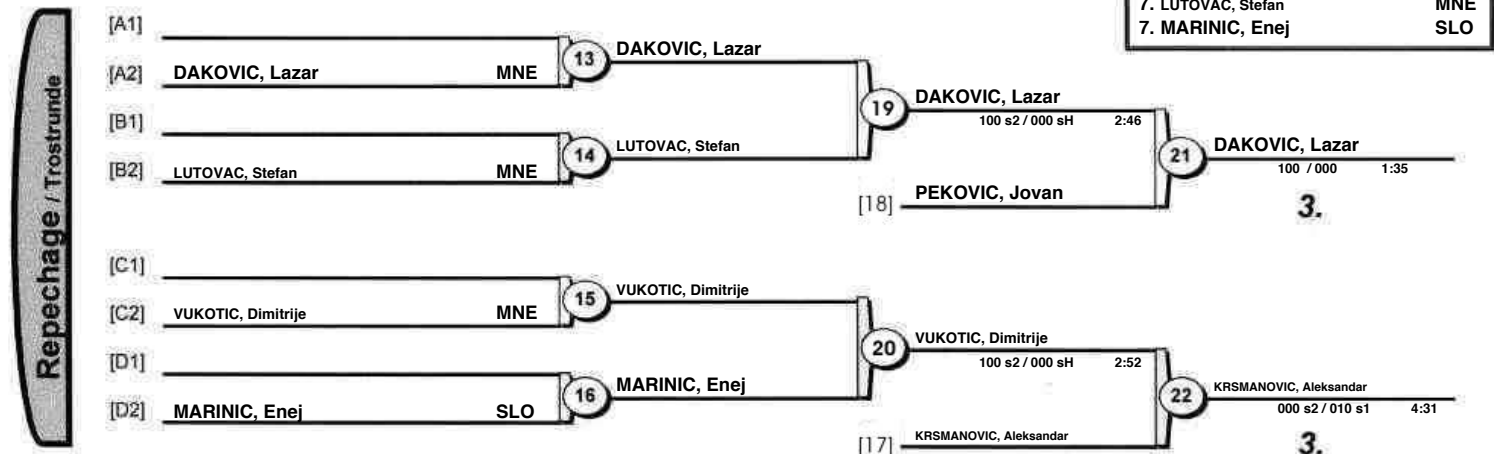 7. LUTOVAC, Stefan MNE
7. MARINIC, Enej SLO
Repechage / Trostrunde
[A1]
13 DAKOVIC, Lazar
[A2] DAKOVIC, Lazar MNE
19 DAKOVIC, Lazar
100 s2 / 000 sH 2:46
[B1]
14 LUTOVAC, Stefan
[B2] LUTOVAC, Stefan MNE
21 DAKOVIC, Lazar
100 / 000 1:35
[18] PEKOVIC, Jovan
3.
[C1]
15 VUKOTIC, Dimitrije
[C2] VUKOTIC, Dimitrije MNE
20 VUKOTIC, Dimitrije
100 s2 / 000 sH 2:52
[D1]
16 MARINIC, Enej
[D2] MARINIC, Enej SLO
22 KRSMANOVIC, Aleksandar
000 s2 / 010 s1 4:31
[17] KRSMANOVIC, Aleksandar
3.